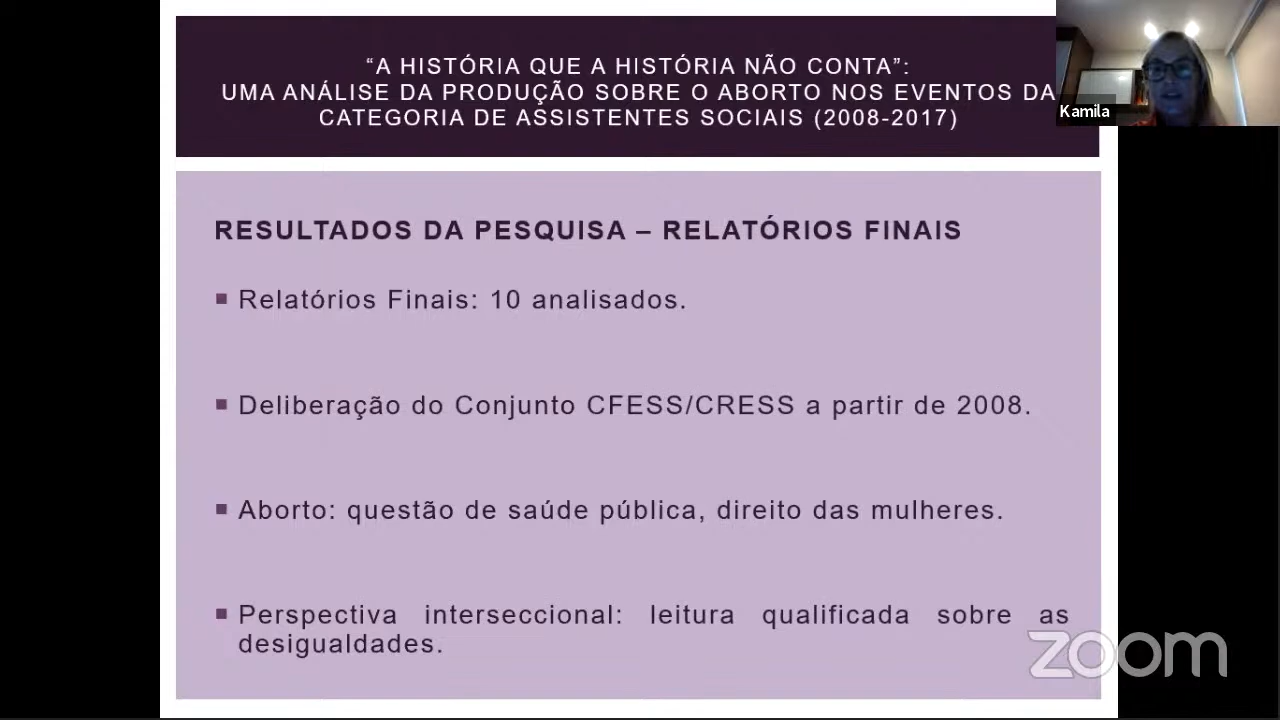 “A HISTÓRIA QUE A HISTÓRIA NÃO CONTA”:
UMA ANÁLISE DA PRODUÇÃO SOBRE O ABORTO NOS EVENTOS DA
CATEGORIA DE ASSISTENTES SOCIAIS (2008-2017)
Kamila
RESULTADOS DA PESQUISA – RELATÓRIOS FINAIS
▪ Relatórios Finais: 10 analisados.
▪ Deliberação do Conjunto CFESS/CRESS a partir de 2008.
▪ Aborto: questão de saúde pública, direito das mulheres.
▪ Perspectiva interseccional: leitura qualificada sobre as
desigualdades.
zoom